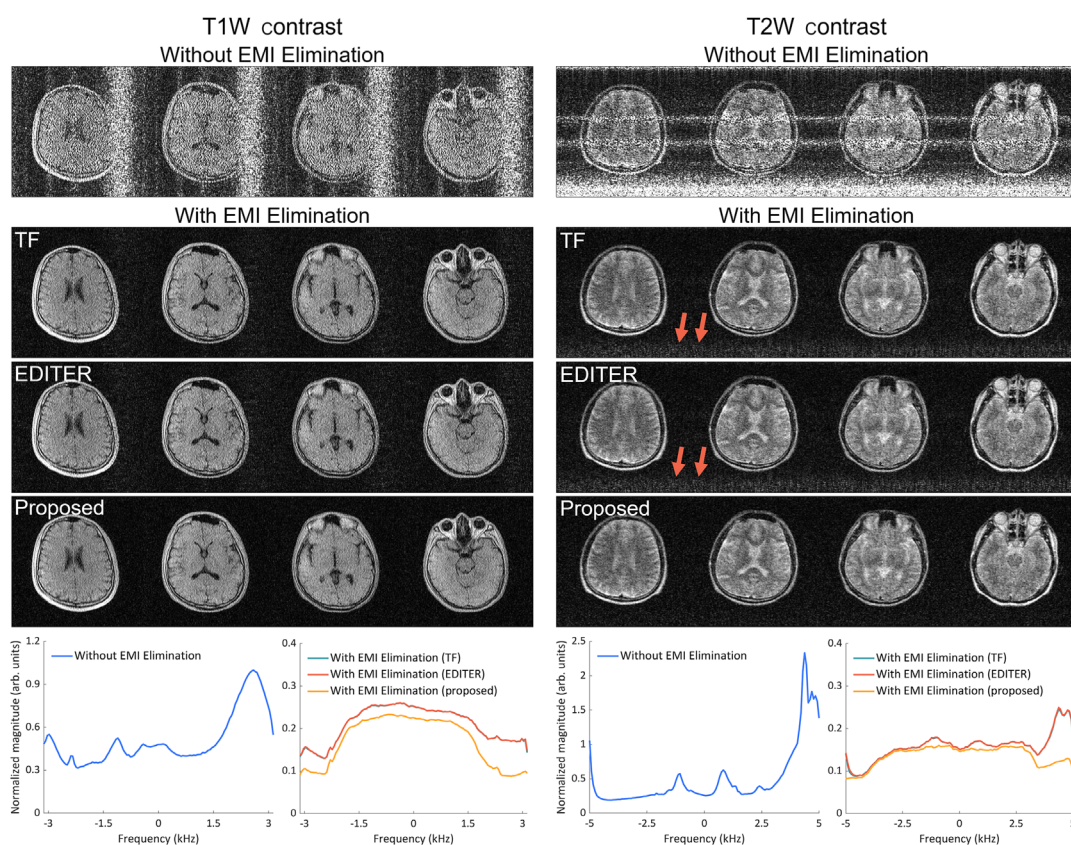 T1W contrast
Without EMI Elimination
With EMI Elimination
TF
EDITER
Proposed
T2W contrast
Without EMI Elimination
With EMI Elimination
TF
EDITER
Proposed
Normalized magnitude (arb. units)
1.2
0.9
0.6
0.3
0
Without EMI Elimination
-3 -1.5 0 1.5 3
Frequency (kHz)
0.4
0.3
0.2
0.1
0
With EMI Elimination (TF)
With EMI Elimination (EDITER)
With EMI Elimination (proposed)
-3 -1.5 0 1.5 3
Frequency (kHz)
Normalized magnitude (arb. units)
2.5
2
1.5
1
0.5
0
Without EMI Elimination
-5 -2.5 0 2.5 5
Frequency (kHz)
0.4
0.3
0.2
0.1
0
With EMI Elimination (TF)
With EMI Elimination (EDITER)
With EMI Elimination (proposed)
-5 -2.5 0 2.5 5
Frequency (kHz)